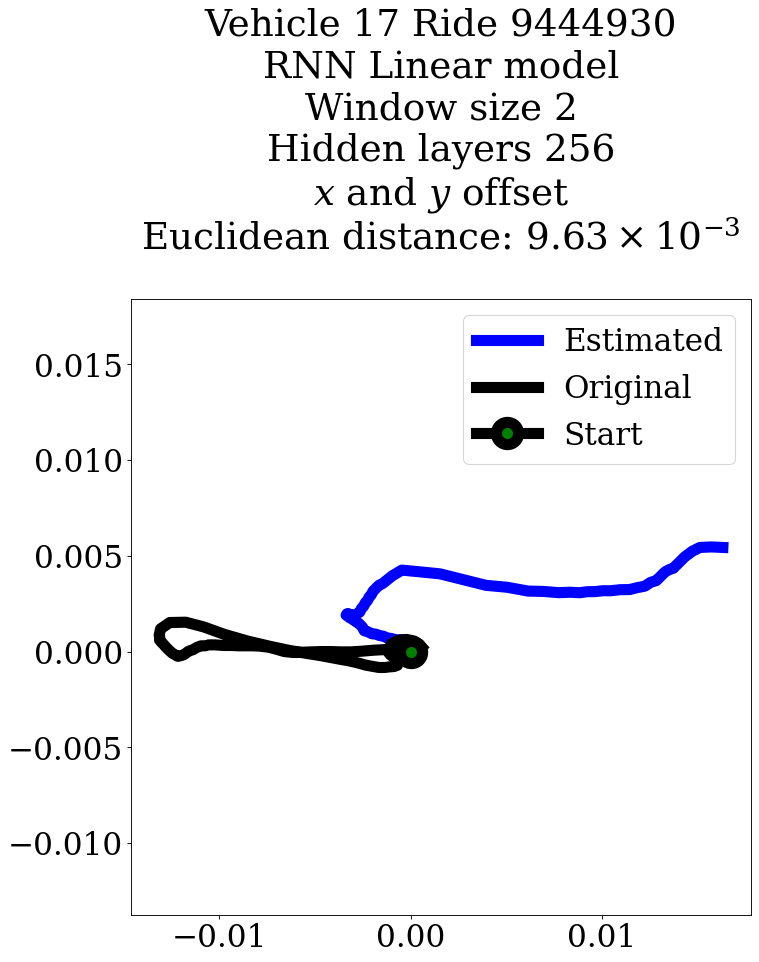 Vehicle 17 Ride 9444930
RNN Linear model
Window size 2
Hidden layers 256
x and y offset
Euclidean distance: 9.63 × 10⁻³
Estimated
Original
Start
0.015
0.010
0.005
0.000
−0.005
−0.010
−0.01
0.00
0.01